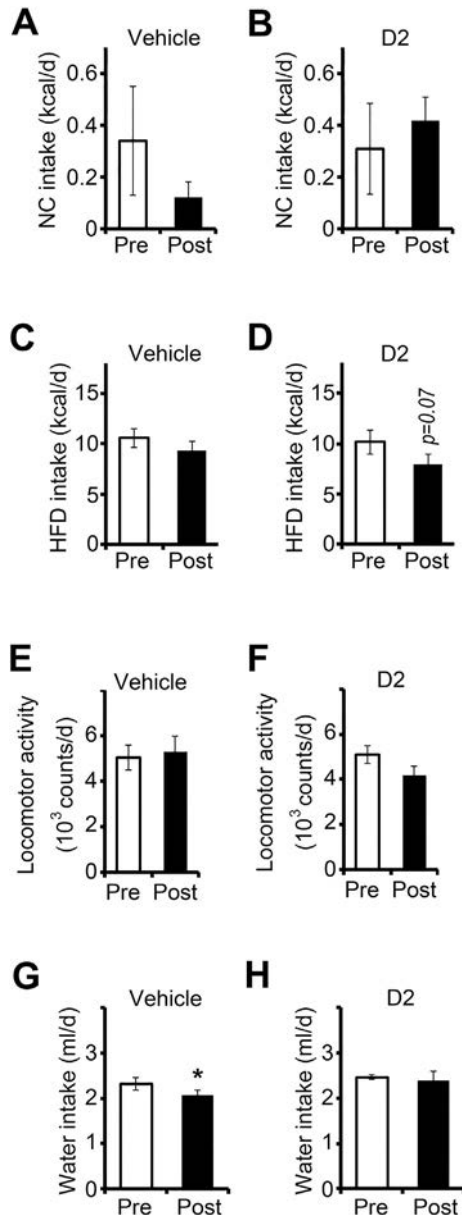 A
Vehicle
NC intake (kcal/d)
0.6
0.4
0.2
0
Pre Post
B
D2
NC intake (kcal/d)
0.6
0.4
0.2
0
Pre Post
C
Vehicle
HFD intake (kcal/d)
15
10
5
0
Pre Post
D
D2
HFD intake (kcal/d)
15
10
5
0
p=0.07
Pre Post
E
Vehicle
Locomotor activity
(10³ counts/d)
6
4
2
0
Pre Post
F
D2
Locomotor activity
(10³ counts/d)
6
4
2
0
Pre Post
G
Vehicle
Water intake (ml/d)
3
2
1
0
*
Pre Post
H
D2
Water intake (ml/d)
3
2
1
0
Pre Post